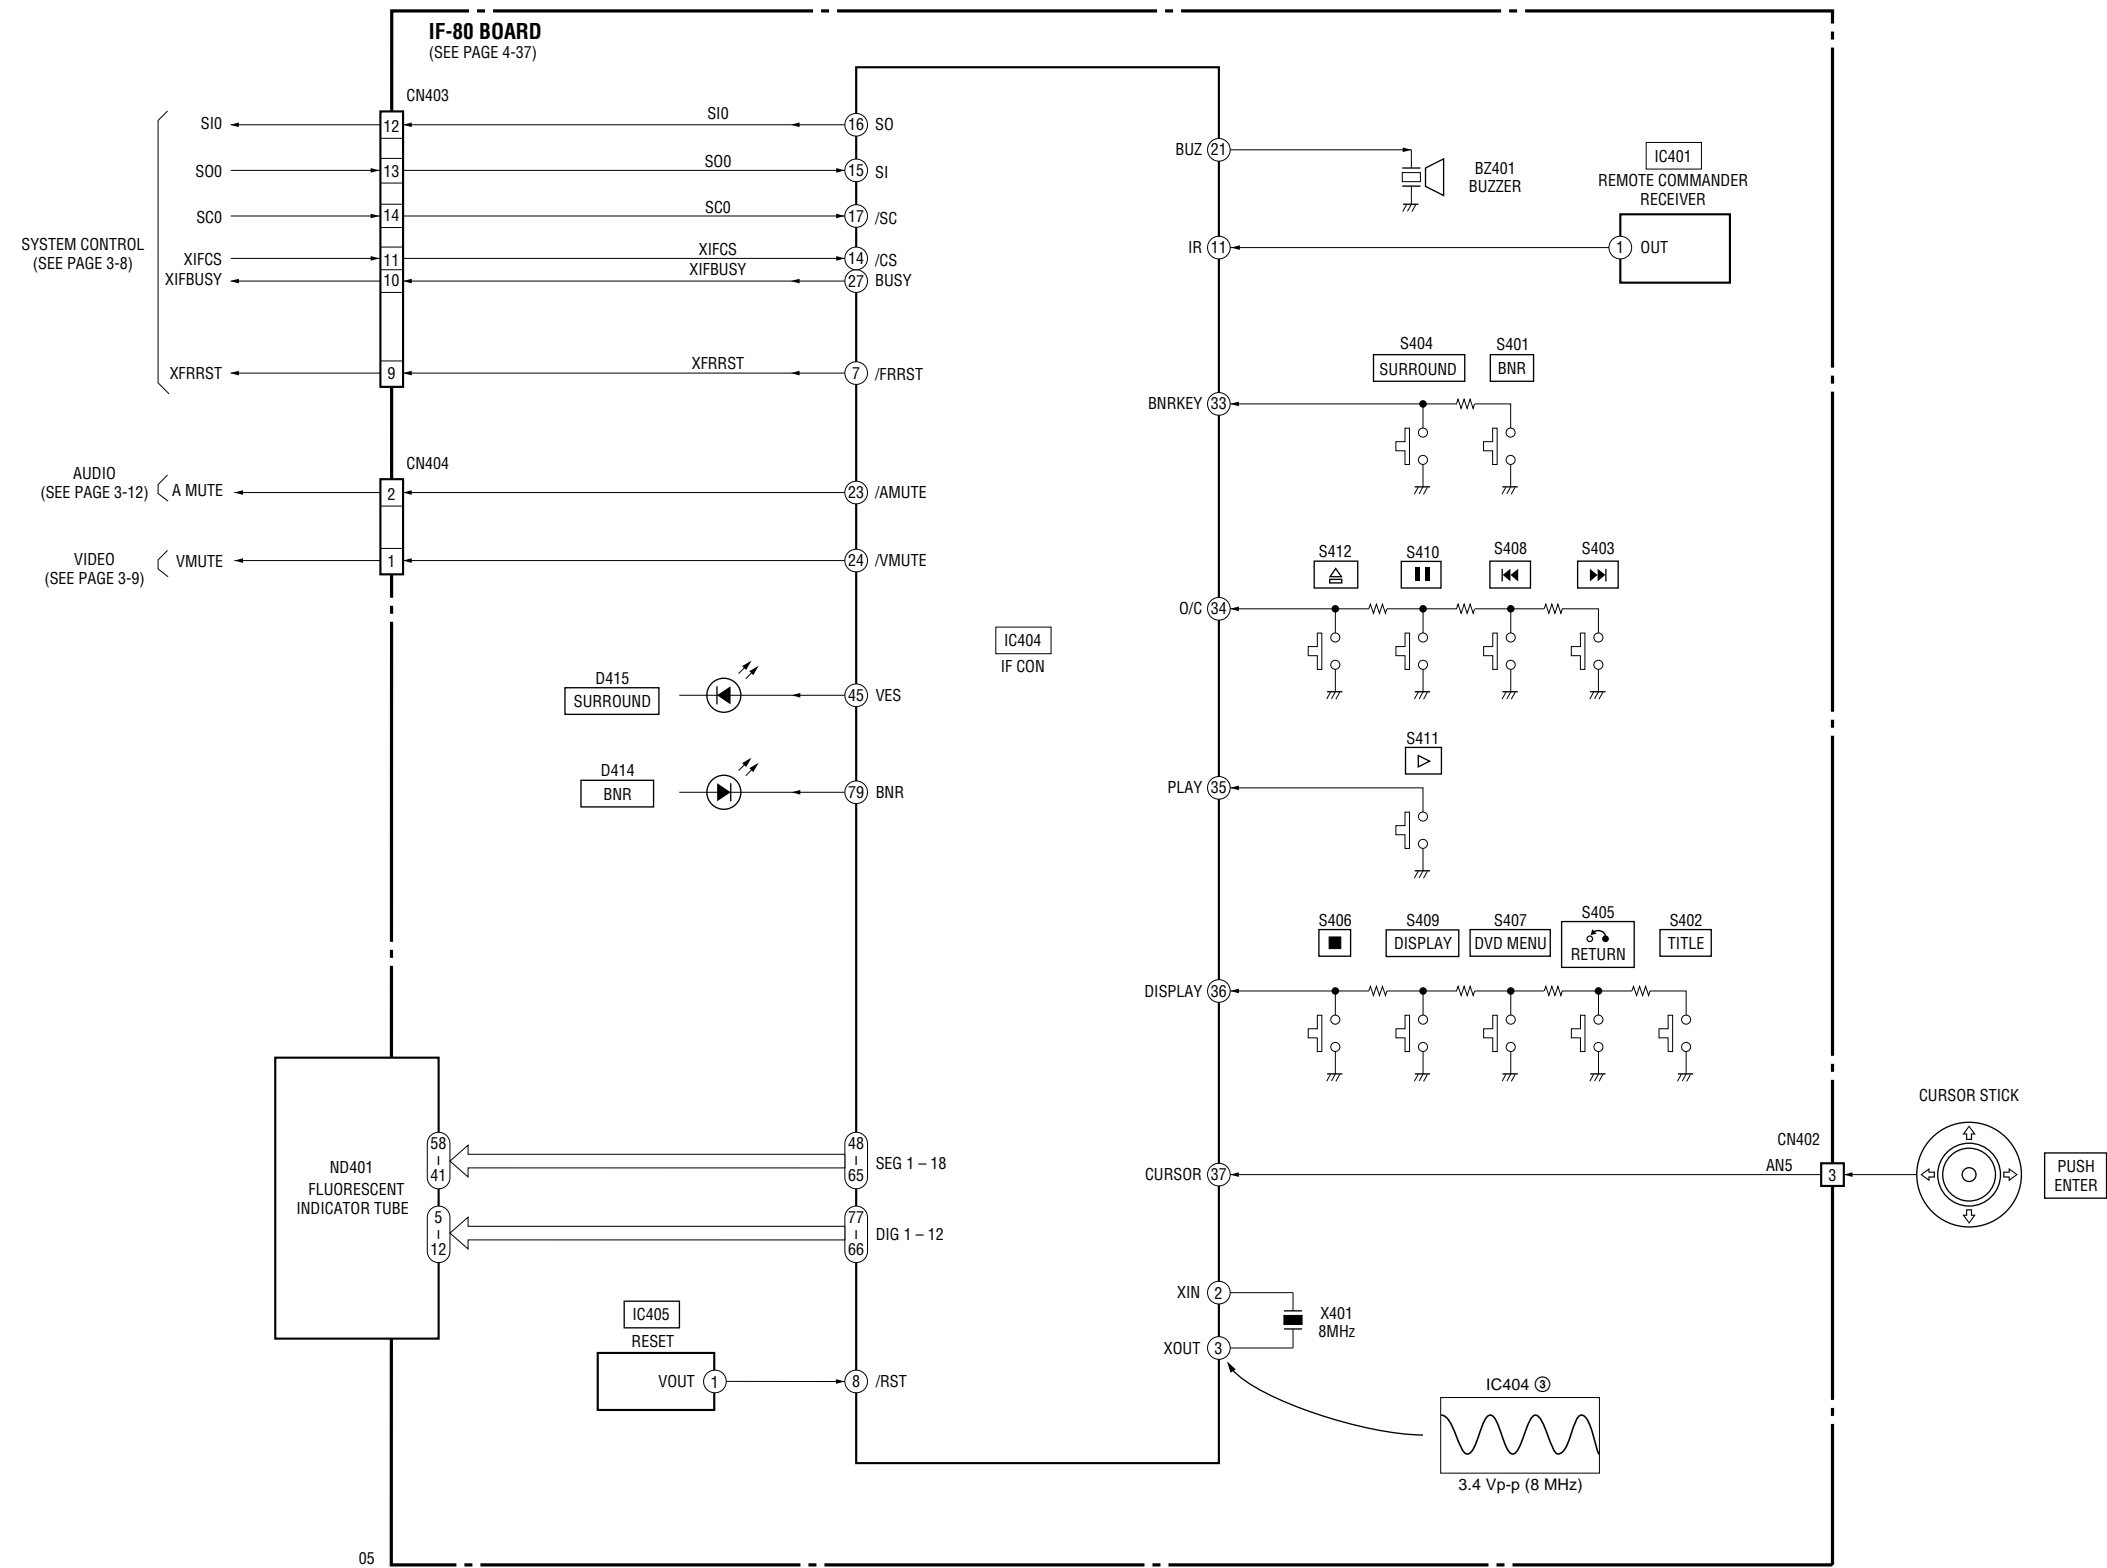 IF-80 BOARD
(SEE PAGE 4-37)
CN403
SI0
12
SI0
16
SO
SO0
13
SO0
15
SI
SC0
14
SC0
17
/SC
SYSTEM CONTROL
(SEE PAGE 3-8)
XIFCS
11
XIFCS
14
/CS
XIFBUSY
10
XIFBUSY
27
BUSY
XFRRST
9
XFRRST
7
/FRRST
CN404
AUDIO
(SEE PAGE 3-12)
A MUTE
2
23
/AMUTE
VIDEO
(SEE PAGE 3-9)
VMUTE
1
24
/VMUTE
IC404
IF CON
D415
SURROUND
45
VES
D414
BNR
79
BNR
ND401
FLUORESCENT
INDICATOR TUBE
58
41
48
65
SEG 1 – 18
5
12
77
66
DIG 1 – 12
IC405
RESET
VOUT
1
8
/RST
BUZ
21
BZ401
BUZZER
IC401
REMOTE COMMANDER
RECEIVER
IR
11
1
OUT
S404
SURROUND
S401
BNR
BNRKEY
33
S412
S410
S408
S403
O/C
34
S411
PLAY
35
S406
S409
DISPLAY
S407
DVD MENU
S405
RETURN
S402
TITLE
DISPLAY
36
CURSOR STICK
CN402
CURSOR
37
AN5
3
PUSH
ENTER
XIN
2
X401
8MHz
XOUT
3
IC404 ③
3.4 Vp-p (8 MHz)
05